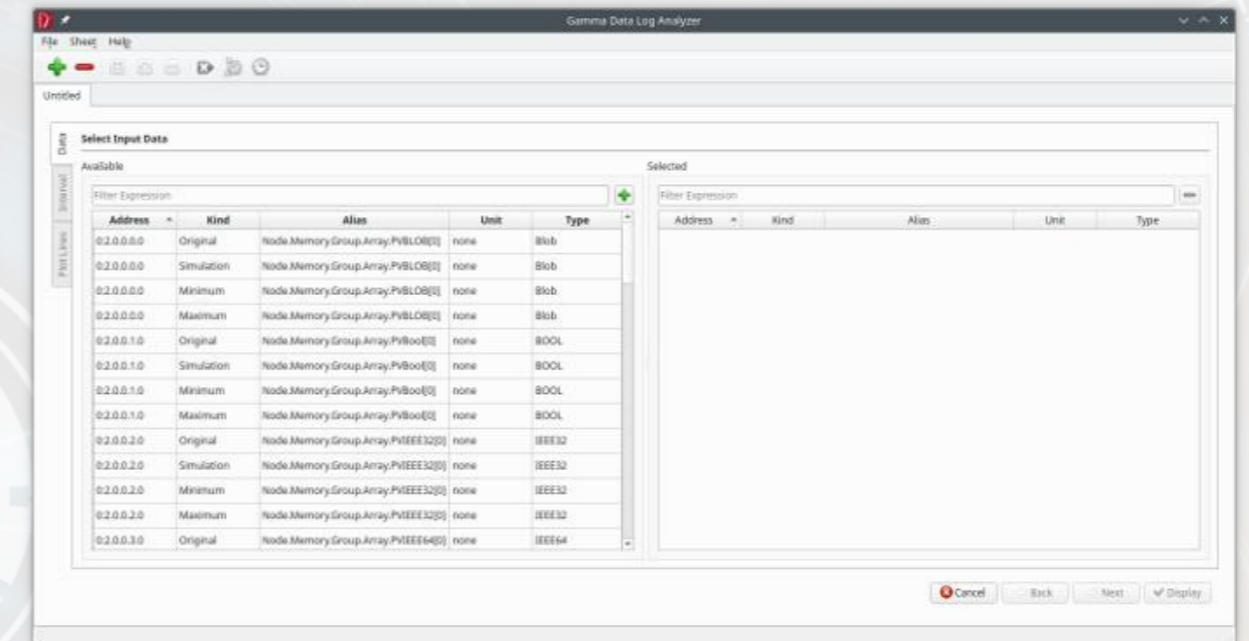 Gamma Data Log Analyzer
File Sheet Help
Untitled
Data
Interval
Plot Lines
Select Input Data
Available
Filter Expression
Address Kind Alias Unit Type
0:2.0.0.0.0 Original Node.Memory.Group.Array.PVBLOB[0] none Blob
0:2.0.0.0.0 Simulation Node.Memory.Group.Array.PVBLOB[0] none Blob
0:2.0.0.0.0 Minimum Node.Memory.Group.Array.PVBLOB[0] none Blob
0:2.0.0.0.0 Maximum Node.Memory.Group.Array.PVBLOB[0] none Blob
0:2.0.0.1.0 Original Node.Memory.Group.Array.PVBool[0] none BOOL
0:2.0.0.1.0 Simulation Node.Memory.Group.Array.PVBool[0] none BOOL
0:2.0.0.1.0 Minimum Node.Memory.Group.Array.PVBool[0] none BOOL
0:2.0.0.1.0 Maximum Node.Memory.Group.Array.PVBool[0] none BOOL
0:2.0.0.2.0 Original Node.Memory.Group.Array.PVIEEE32[0] none IEEE32
0:2.0.0.2.0 Simulation Node.Memory.Group.Array.PVIEEE32[0] none IEEE32
0:2.0.0.2.0 Minimum Node.Memory.Group.Array.PVIEEE32[0] none IEEE32
0:2.0.0.2.0 Maximum Node.Memory.Group.Array.PVIEEE32[0] none IEEE32
0:2.0.0.3.0 Original Node.Memory.Group.Array.PVIEEE64[0] none IEEE64
Selected
Filter Expression
Address Kind Alias Unit Type
Cancel Back Next Display